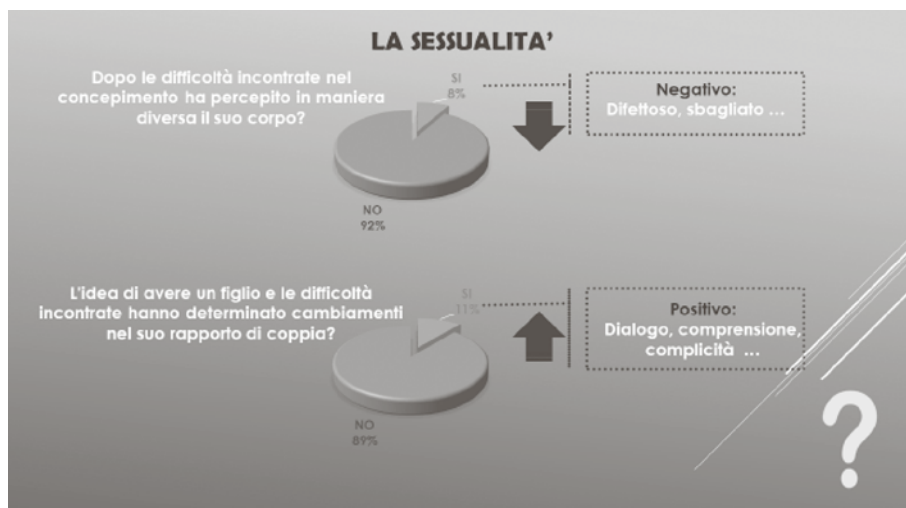 LA SESSUALITA'
Dopo le difficoltà incontrate nel
concepimento ha percepito in maniera
diversa il suo corpo?
SI
8%
NO
92%
Negativo:
Difettoso, sbagliato ...
L'idea di avere un figlio e le difficoltà
incontrate hanno determinato cambiamenti
nel suo rapporto di coppia?
SI
11%
NO
89%
Positivo:
Dialogo, comprensione,
complicità ...
?